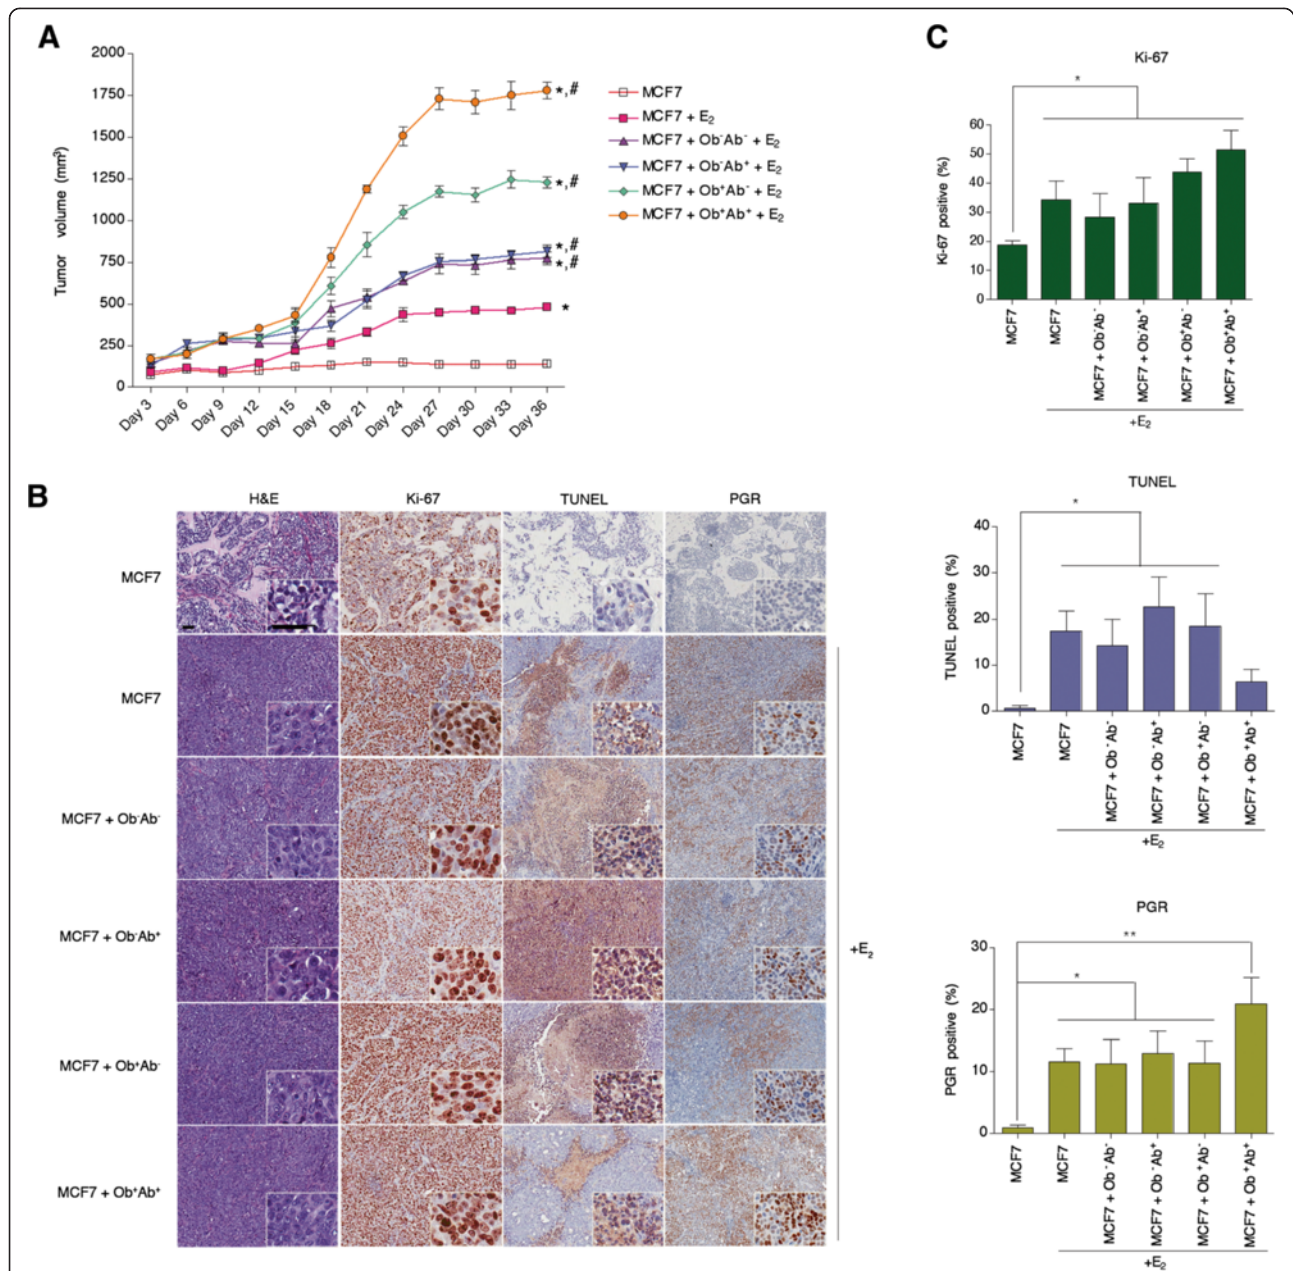 A
Tumor volume (mm³)
2000
1750
1500
1250
1000
750
500
250
0
Day 3
Day 6
Day 9
Day 12
Day 15
Day 18
Day 21
Day 24
Day 27
Day 30
Day 33
Day 36
*,#
*,#
*,#
*,#
*
MCF7
MCF7 + E₂
MCF7 + Ob⁻Ab⁻ + E₂
MCF7 + Ob⁻Ab⁺ + E₂
MCF7 + Ob⁺Ab⁻ + E₂
MCF7 + Ob⁺Ab⁺ + E₂
B
H&E
Ki-67
TUNEL
PGR
MCF7
MCF7
MCF7 + Ob⁻Ab⁻
MCF7 + Ob⁻Ab⁺
MCF7 + Ob⁺Ab⁻
MCF7 + Ob⁺Ab⁺
+E₂
C
Ki-67
*
Ki-67 positive (%)
60
50
40
30
20
10
0
MCF7
MCF7
MCF7 + Ob⁻Ab⁻
MCF7 + Ob⁻Ab⁺
MCF7 + Ob⁺Ab⁻
MCF7 + Ob⁺Ab⁺
+E₂
TUNEL
*
TUNEL positive (%)
40
30
20
10
0
MCF7
MCF7
MCF7 + Ob⁻Ab⁻
MCF7 + Ob⁻Ab⁺
MCF7 + Ob⁺Ab⁻
MCF7 + Ob⁺Ab⁺
+E₂
PGR
**
*
PGR positive (%)
30
20
10
0
MCF7
MCF7
MCF7 + Ob⁻Ab⁻
MCF7 + Ob⁻Ab⁺
MCF7 + Ob⁺Ab⁻
MCF7 + Ob⁺Ab⁺
+E₂